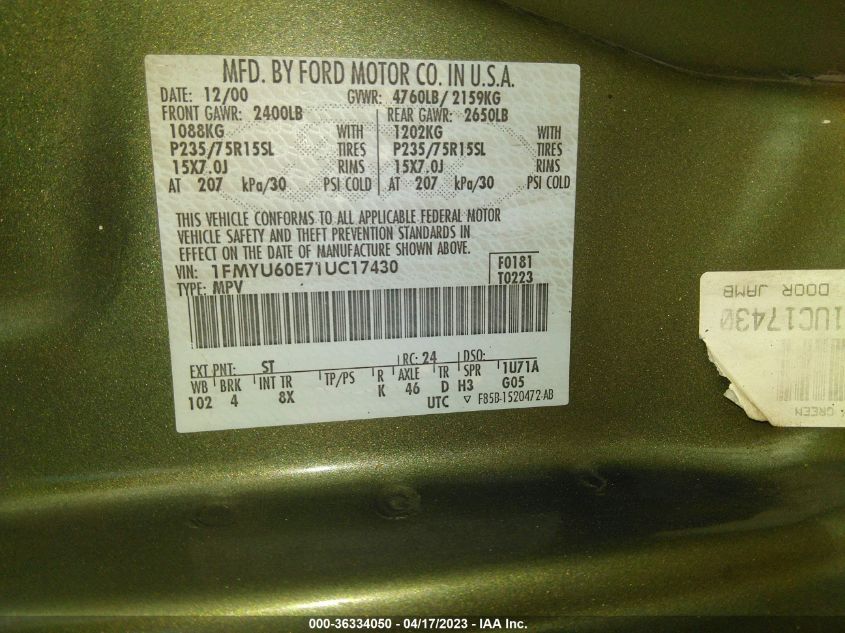 MFD. BY FORD MOTOR CO. IN U.S.A.
DATE: 12/00 GVWR: 4760LB/ 2159KG
FRONT GAWR: 2400LB REAR GAWR: 2650LB
1088KG WITH 1202KG WITH
P235/75R15SL TIRES P235/75R15SL TIRES
15X7.0J RIMS 15X7.0J RIMS
AT 207 kPa/30 PSI COLD AT 207 kPa/30 PSI COLD
THIS VEHICLE CONFORMS TO ALL APPLICABLE FEDERAL MOTOR
VEHICLE SAFETY AND THEFT PREVENTION STANDARDS IN
EFFECT ON THE DATE OF MANUFACTURE SHOWN ABOVE.
VIN: 1FMYU60E71UC17430 F0181
TYPE: MPV T0223
EXT PNT: ST RC: 24 DSO:
WB BRK INT TR TP/PS R AXLE TR SPR 1U71A
102 4 8X K 46 D H3 G05
UTC ▽ F85B-1520472-AB
DOOR JAMB
1UC17430
GREEN
000-36334050 - 04/17/2023 - IAA Inc.